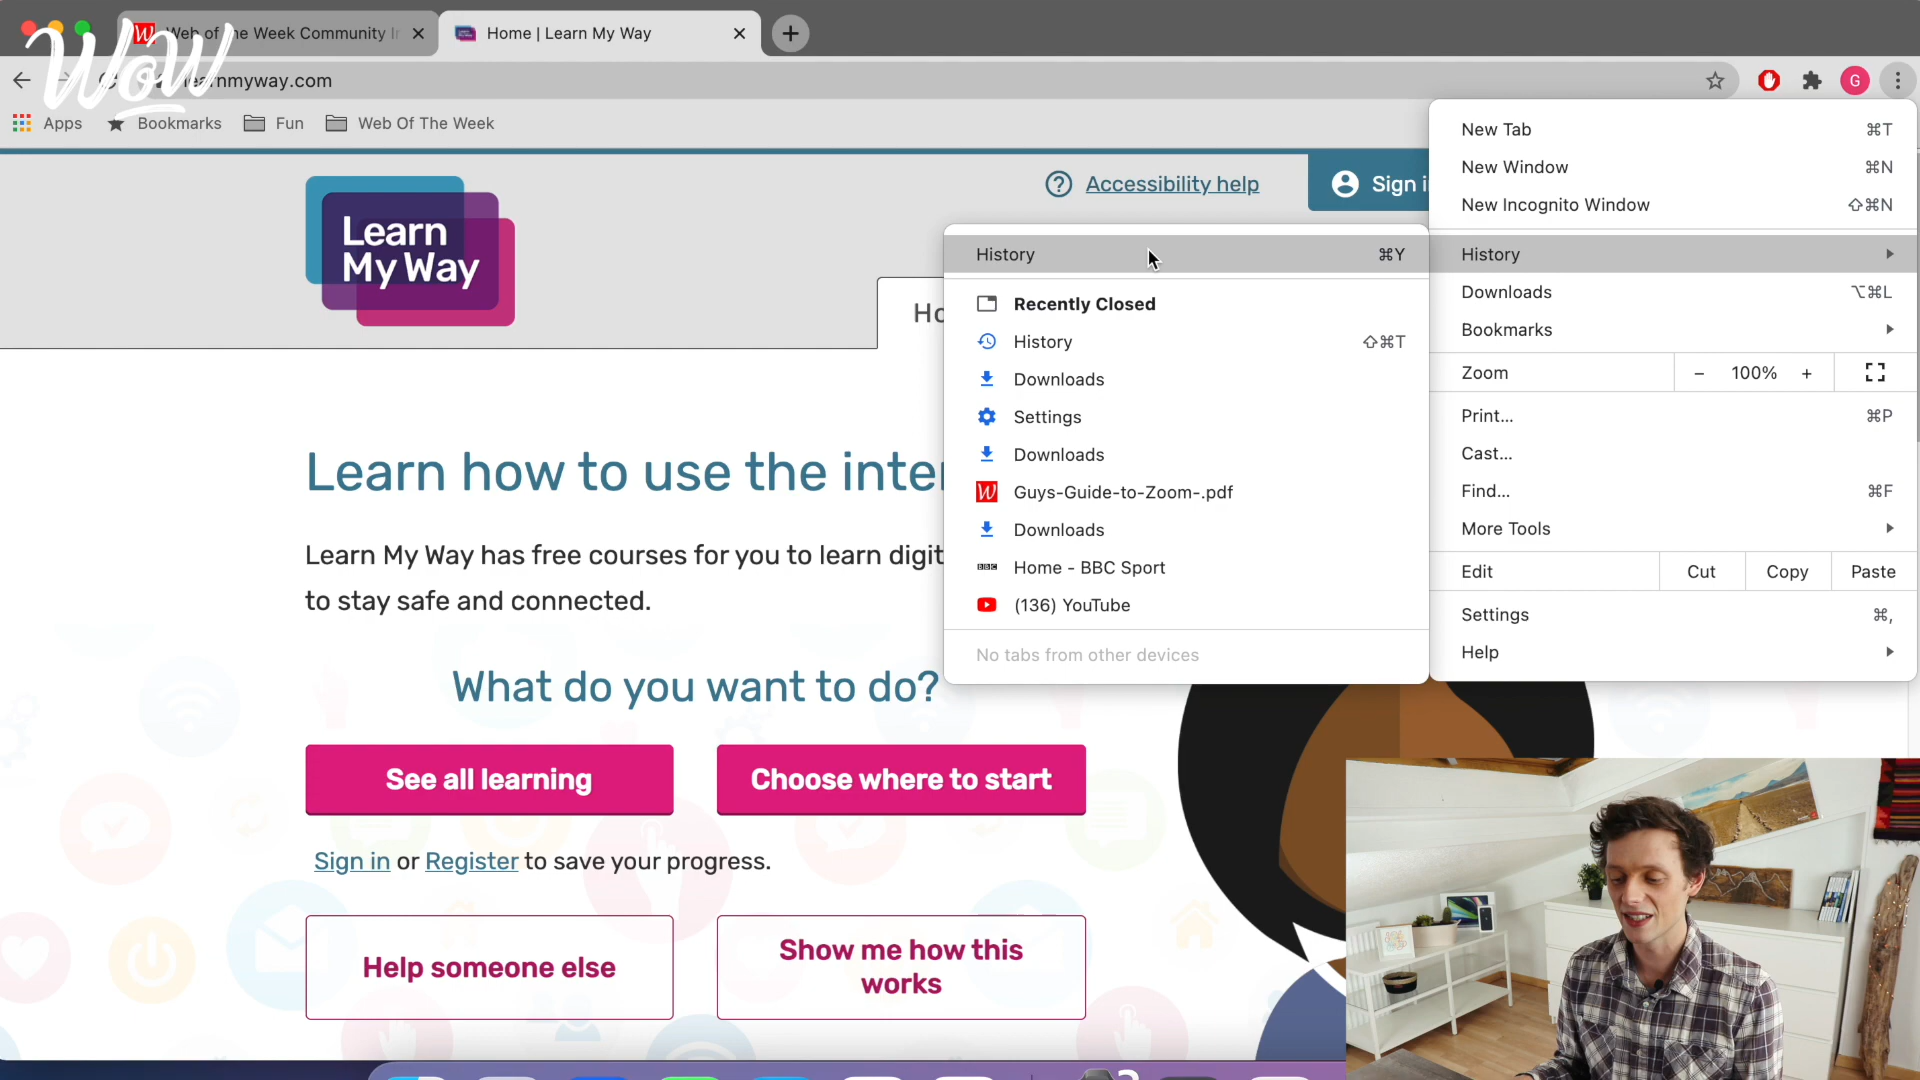 WOW
Web of the Week Community In
Home | Learn My Way
learnmyway.com
G
Apps
Bookmarks
Fun
Web Of The Week
Learn
My Way
Accessibility help
Sign i
Ho
Learn how to use the inter
Learn My Way has free courses for you to learn digit
to stay safe and connected.
What do you want to do?
See all learning
Choose where to start
Sign in or Register to save your progress.
Help someone else
Show me how this
works
History ⌘Y
Recently Closed
History ⇧⌘T
Downloads
Settings
Downloads
Guys-Guide-to-Zoom-.pdf
Downloads
BBC Home - BBC Sport
(136) YouTube
No tabs from other devices
New Tab ⌘T
New Window ⌘N
New Incognito Window ⇧⌘N
History
Downloads ⌥⌘L
Bookmarks
Zoom - 100% +
Print... ⌘P
Cast...
Find... ⌘F
More Tools
Edit Cut Copy Paste
Settings ⌘,
Help